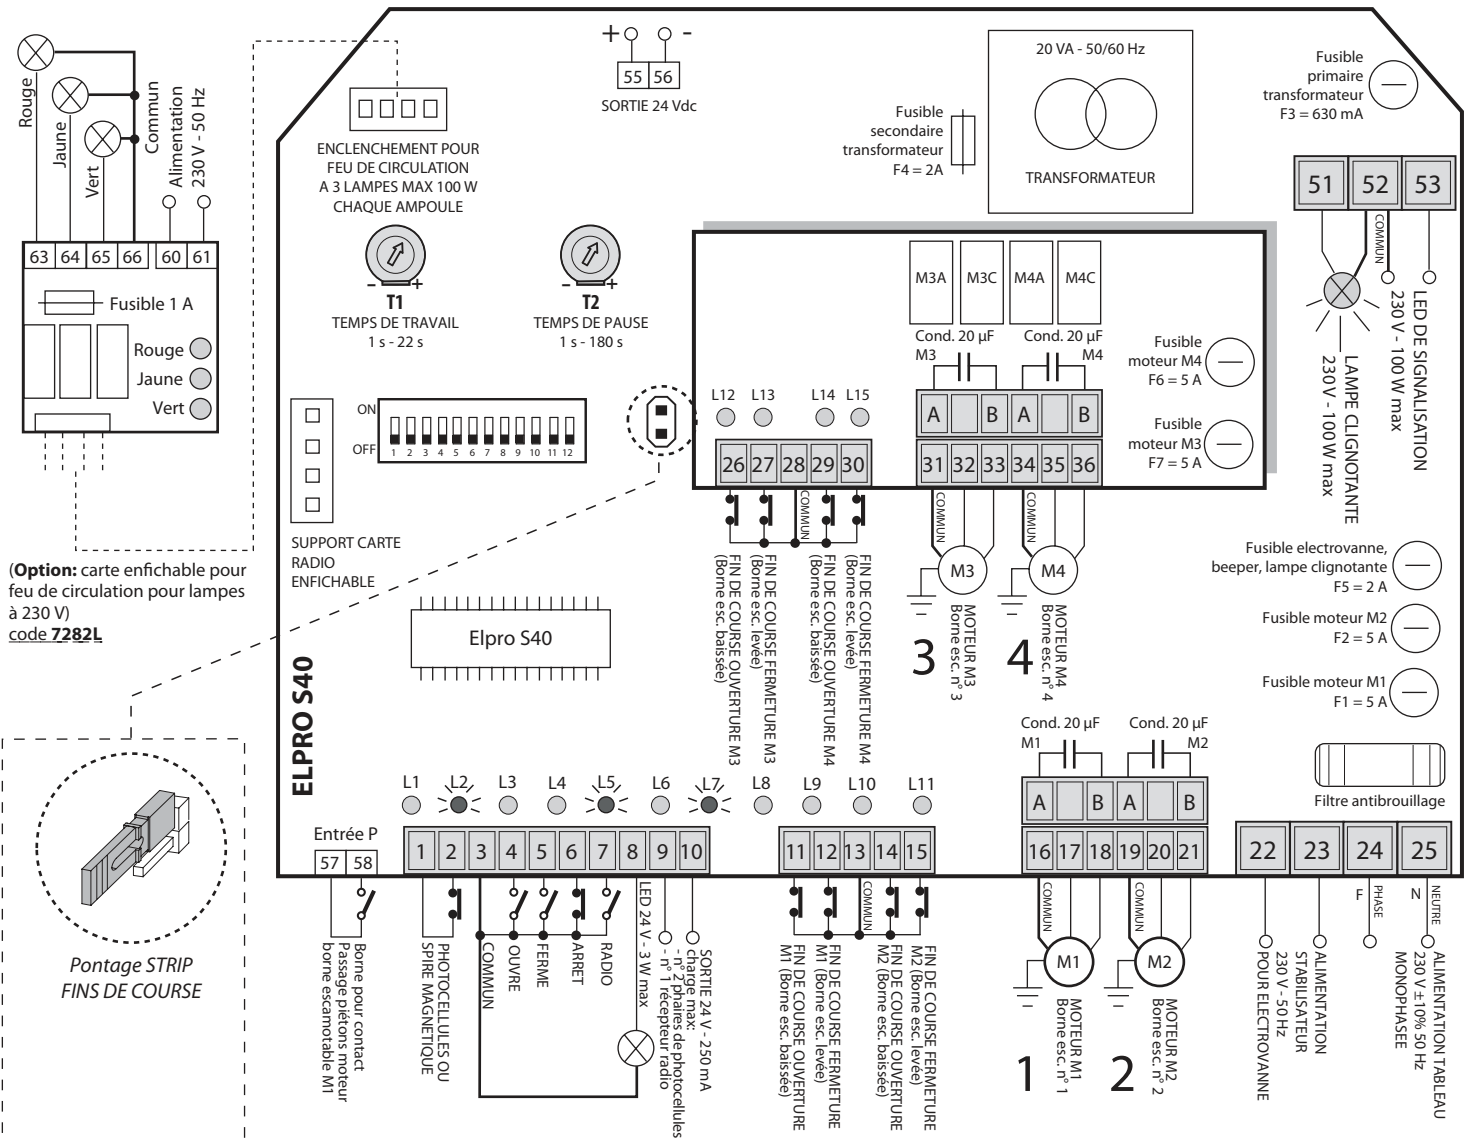 Rouge
Jaune
Vert
Commun
Alimentation
230 V - 50 Hz
63 64 65 66 60 61
Fusible 1 A
Rouge
Jaune
Vert
(Option: carte enfichable pour
feu de circulation pour lampes
à 230 V)
code 7282L
Pontage STRIP
FINS DE COURSE
ENCLENCHEMENT POUR
FEU DE CIRCULATION
A 3 LAMPES MAX 100 W
CHAQUE AMPOULE
+ -
55 56
SORTIE 24 Vdc
- +
T1
TEMPS DE TRAVAIL
1 s - 22 s
- +
T2
TEMPS DE PAUSE
1 s - 180 s
ON
OFF
1 2 3 4 5 6 7 8 9 10 11 12
SUPPORT CARTE
RADIO
ENFICHABLE
Elpro S40
ELPRO S40
20 VA - 50/60 Hz
TRANSFORMATEUR
Fusible
secondaire
transformateur
F4 = 2A
Fusible
primaire
transformateur
F3 = 630 mA
51 52 53
COMMUN
LAMPE CLIGNOTANTE
230 V - 100 W max
LED DE SIGNALISATION
230 V - 100 W max
M3A M3C M4A M4C
Cond. 20 µF
M3
Cond. 20 µF
M4
A B A B
31 32 33 34 35 36
COMMUN
COMMUN
M3
M4
3
MOTEUR M3
Borne esc. n° 3
4
MOTEUR M4
Borne esc. n° 4
Fusible
moteur M4
F6 = 5 A
Fusible
moteur M3
F7 = 5 A
L12 L13 L14 L15
26 27 28 29 30
COMMUN
FIN DE COURSE OUVERTURE M3
(Borne esc. baissée)
FIN DE COURSE FERMETURE M3
(Borne esc. levée)
FIN DE COURSE OUVERTURE M4
(Borne esc. baissée)
FIN DE COURSE FERMETURE M4
(Borne esc. levée)
Fusible electrovanne,
beeper, lampe clignotante
F5 = 2 A
Fusible moteur M2
F2 = 5 A
Fusible moteur M1
F1 = 5 A
Filtre antibrouillage
L1 L2 L3 L4 L5 L6 L7 L8 L9 L10 L11
Entrée P
57 58
Borne pour contact
Passage piétons moteur
borne escamotable M1
1 2 3 4 5 6 7 8 9 10
PHOTOCELLULES OU
SPIRE MAGNETIQUE
COMMUN
OUVRE
FERME
ARRET
RADIO
LED 24 V - 3 W max
SORTIE 24 V - 250 mA
charge max:
- n° 2 phaires de photocellules
- n° 1 récepteur radio
11 12 13 14 15
COMMUN
FIN DE COURSE OUVERTURE
M1 (Borne esc. baissée)
FIN DE COURSE FERMETURE
M1 (Borne esc. levée)
FIN DE COURSE OUVERTURE
M2 (Borne esc. baissée)
FIN DE COURSE FERMETURE
M2 (Borne esc. levée)
Cond. 20 µF
M1
Cond. 20 µF
M2
A B A B
16 17 18 19 20 21
COMMUN
COMMUN
M1
M2
1
MOTEUR M1
Borne esc. n° 1
2
MOTEUR M2
Borne esc. n° 2
22 23 24 25
F
PHASE
N
NEUTRE
230 V - 50 Hz
POUR ELECTROVANNE
ALIMENTATION
STABILISATEUR
ALIMENTATION TABLEAU
230 V ±10% 50 Hz
MONOPHASEE